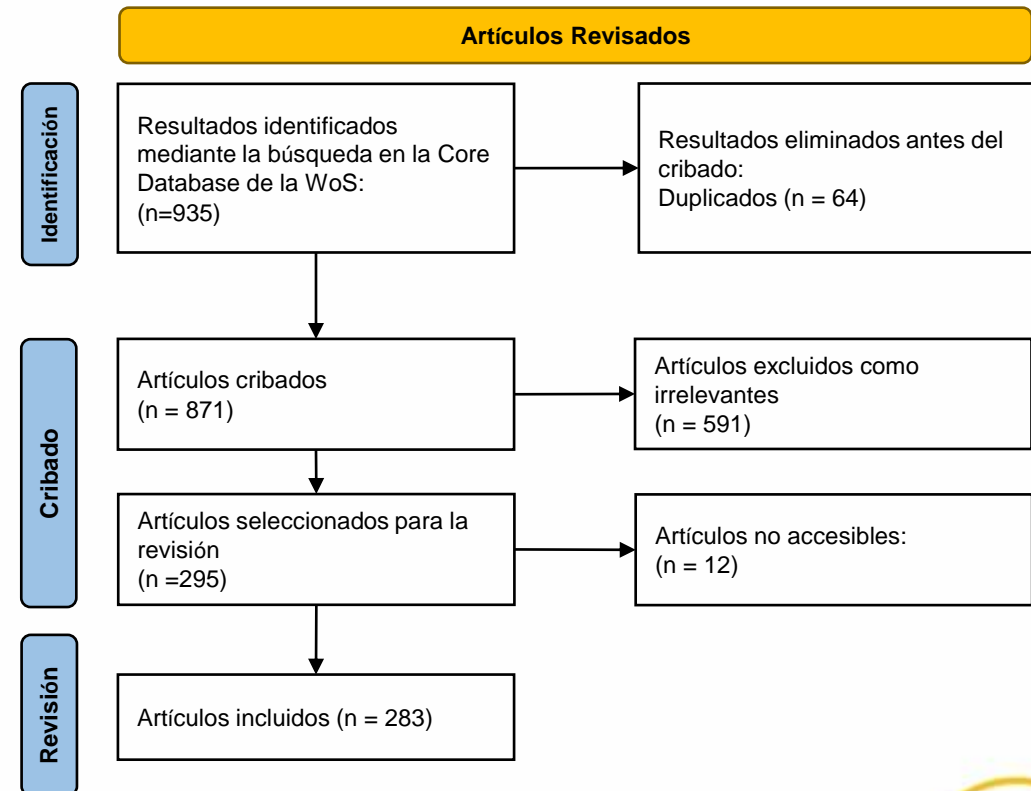 Artículos Revisados
Identificación
Resultados identificados
mediante la búsqueda en la Core
Database de la WoS:
(n=935)
Resultados eliminados antes del
cribado:
Duplicados (n = 64)
Cribado
Artículos cribados
(n = 871)
Artículos excluidos como
irrelevantes
(n = 591)
Artículos seleccionados para la
revisión
(n =295)
Artículos no accesibles:
(n = 12)
Revisión
Artículos incluidos (n = 283)